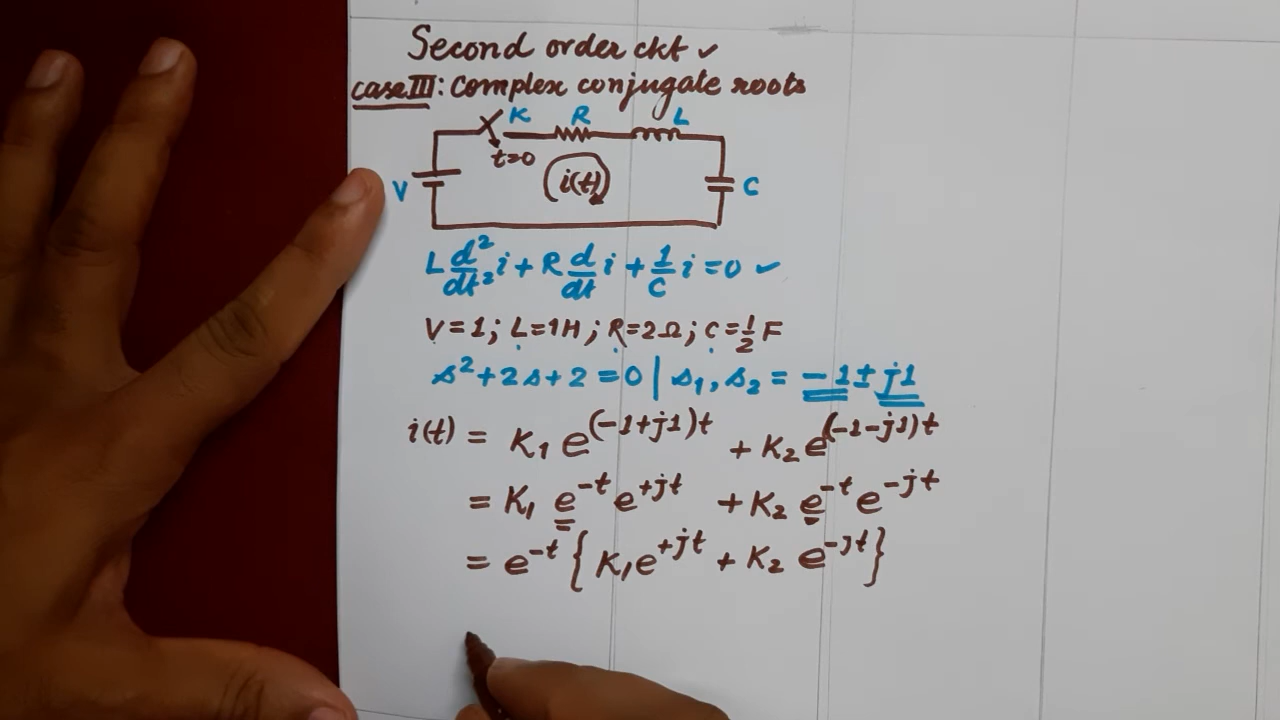 Second order ckt ✓
case III: Complex conjugate roots
K R L
t=0
i(t)
V C
L d²/dt² i + R d/dt i + 1/C i = 0 ✓
V=1; L=1H; R=2Ω; C=1/2 F
s²+2s+2=0 | s₁, s₂ = -1±j1
i(t) = K₁ e^(-1+j1)t + K₂ e^(-1-j1)t
= K₁ e^-t e^+jt + K₂ e^-t e^-jt
= e^-t { K₁e^+jt + K₂ e^-jt }